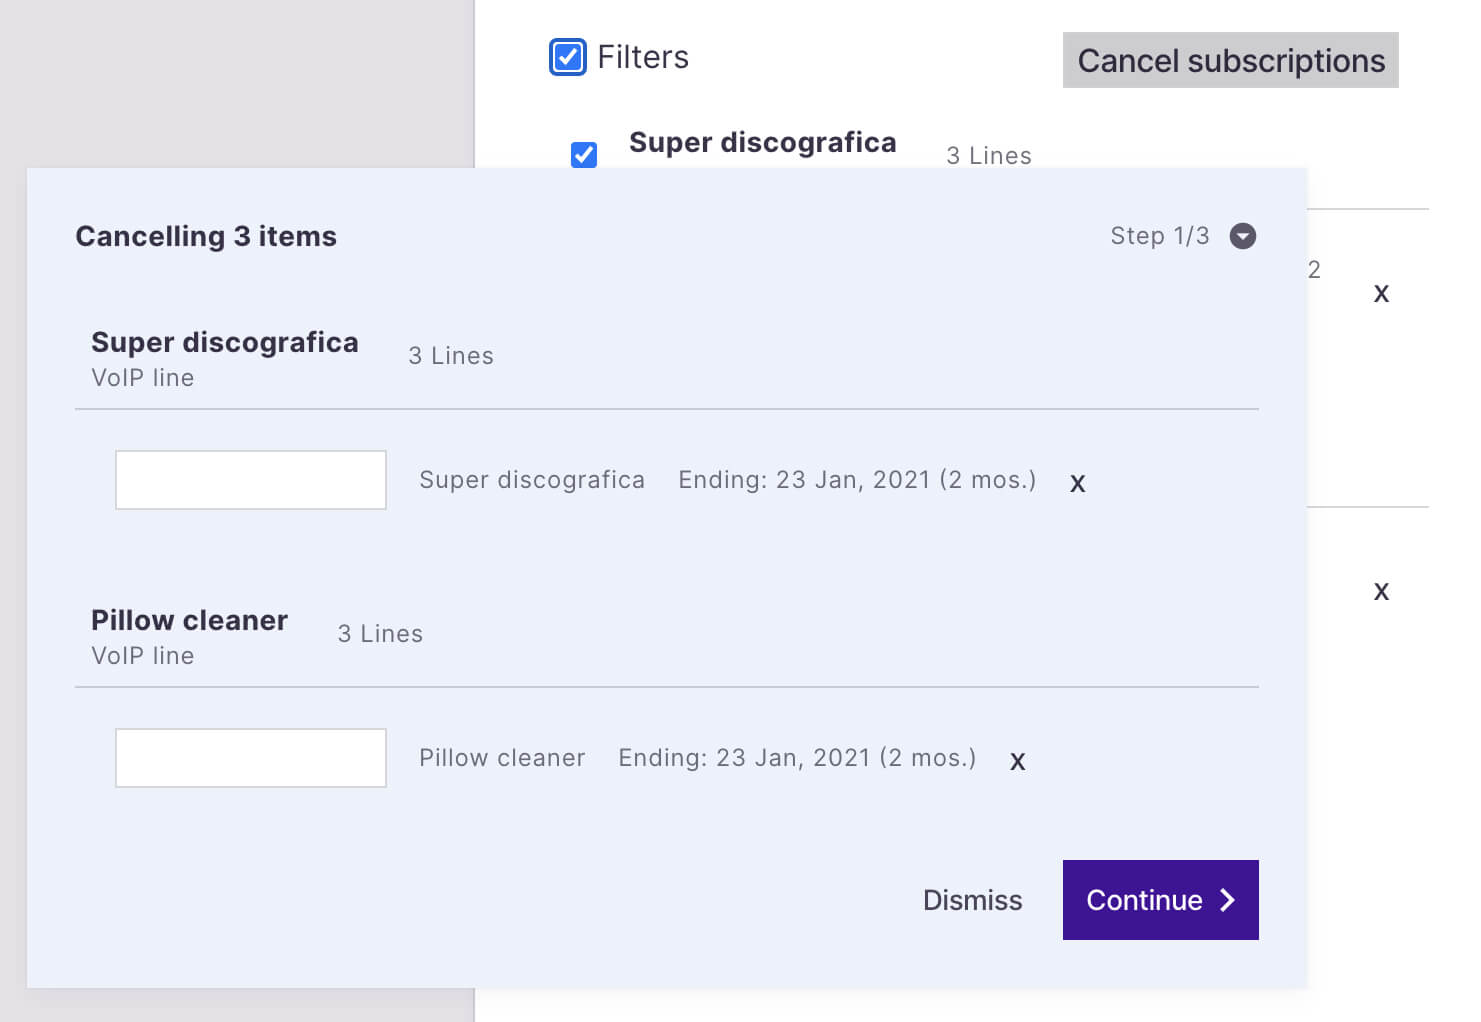 Filters
Cancel subscriptions
Super discografica
3 Lines
Cancelling 3 items
Step 1/3
2
x
Super discografica
3 Lines
VoIP line
Super discografica
Ending: 23 Jan, 2021 (2 mos.)
x
x
Pillow cleaner
3 Lines
VoIP line
Pillow cleaner
Ending: 23 Jan, 2021 (2 mos.)
x
Dismiss
Continue